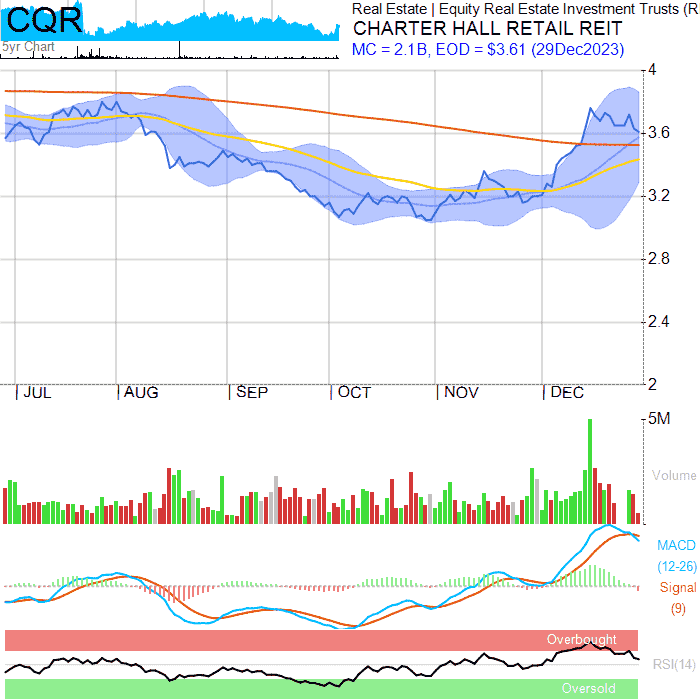 CQR
5yr Chart
Real Estate | Equity Real Estate Investment Trusts (R
CHARTER HALL RETAIL REIT
MC = 2.1B, EOD = $3.61 (29Dec2023)
4
3.6
3.2
2.8
2.4
2
JUL AUG SEP OCT NOV DEC
5M
Volume
MACD
(12-26)
Signal
(9)
Overbought
RSI(14)
Oversold